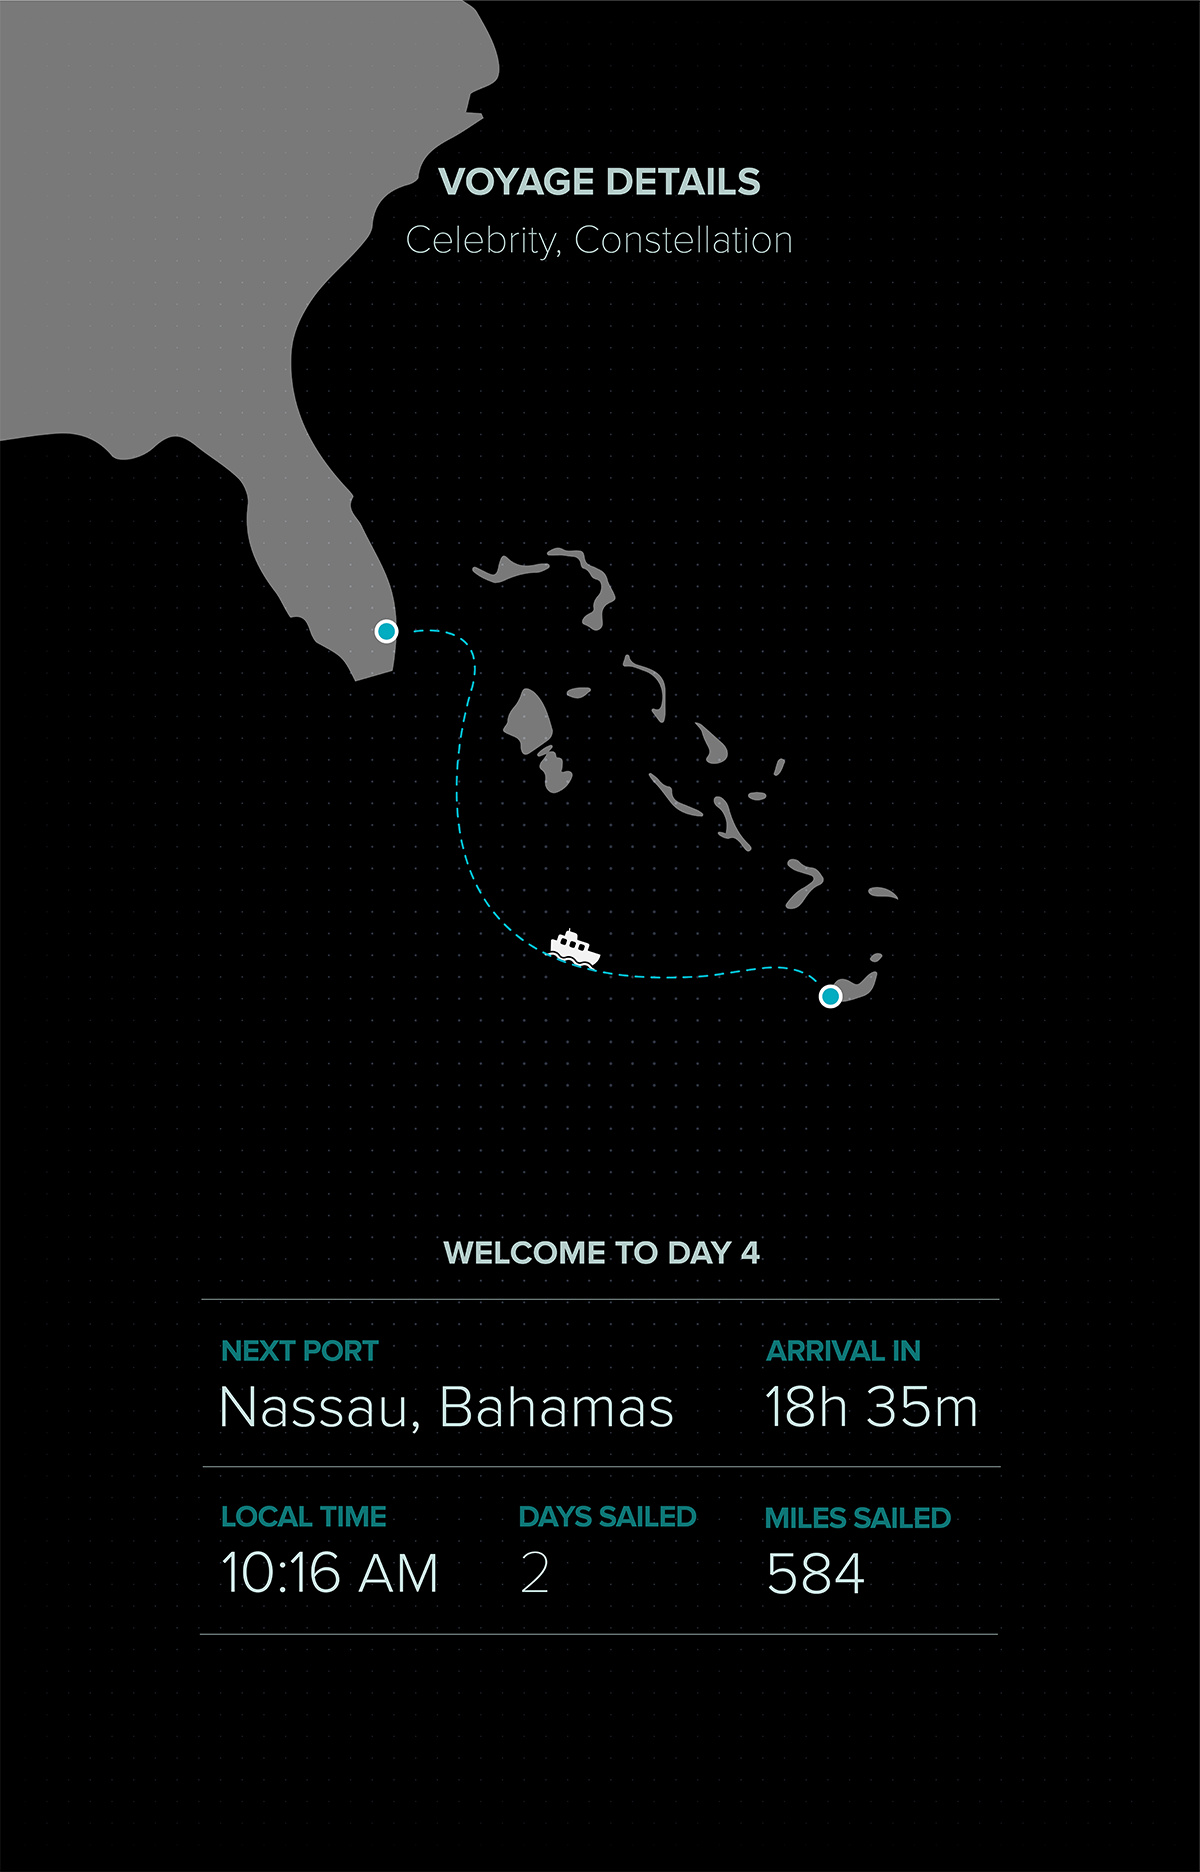 VOYAGE DETAILS
Celebrity, Constellation
WELCOME TO DAY 4
NEXT PORT
Nassau, Bahamas
ARRIVAL IN
18h 35m
LOCAL TIME
10:16 AM
DAYS SAILED
2
MILES SAILED
584